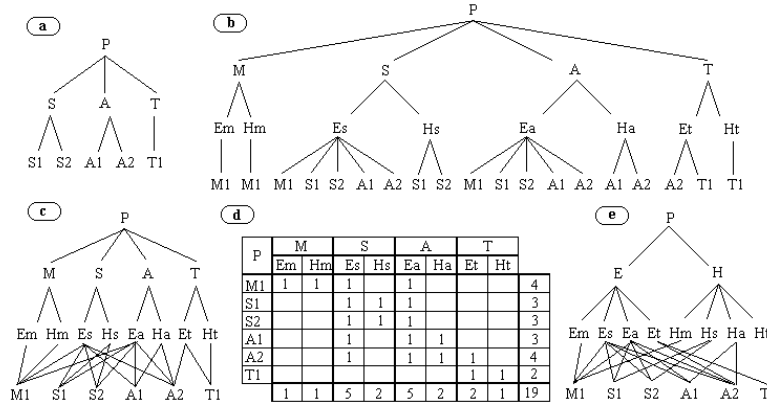 a
P
S A T
S1 S2 A1 A2 T1
b
P
M S A T
Em Hm Es Hs Ea Ha Et Ht
M1 M1 M1 S1 S2 A1 A2 S1 S2 M1 S1 S2 A1 A2 A1 A2 A2 T1 T1
c
P
M S A T
Em Hm Es Hs Ea Ha Et Ht
M1 S1 S2 A1 A2 T1
d
P M S A T
Em Hm Es Hs Ea Ha Et Ht
M1 1 1 1 1 4
S1 1 1 1 3
S2 1 1 1 3
A1 1 1 1 3
A2 1 1 1 1 4
T1 1 1 2
1 1 5 2 5 2 2 1 19
e
P
E H
Em Es Ea Et Hm Hs Ha Ht
M1 S1 S2 A1 A2